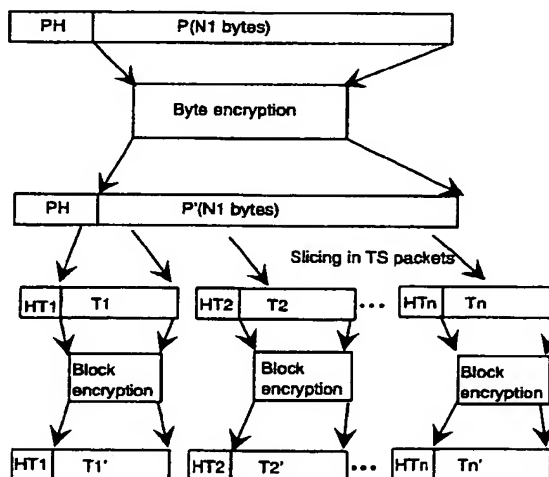 PH P(N1 bytes)
Byte encryption
PH P'(N1 bytes)
Slicing in TS packets
HT1 T1 HT2 T2 ... HTn Tn
Block encryption Block encryption Block encryption
HT1 T1' HT2 T2' ... HTn Tn'